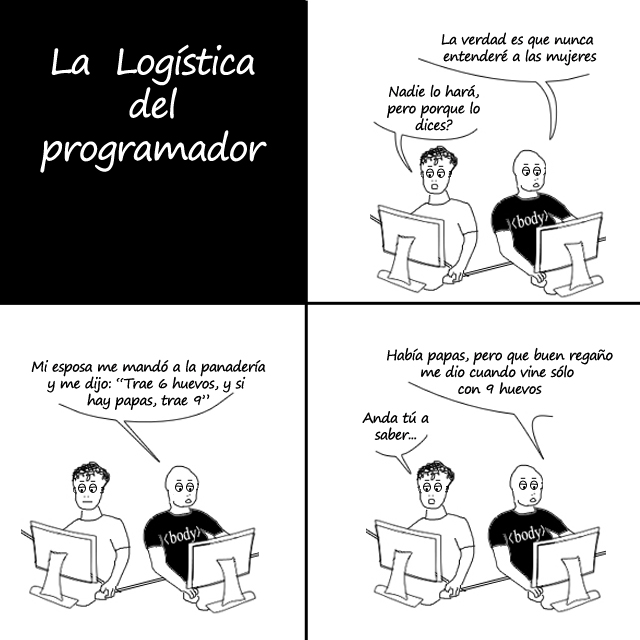 La Logística
del
programador
La verdad es que nunca
entenderé a las mujeres
Nadie lo hará,
pero porque lo
dices?
<body>
Mi esposa me mandó a la panadería
y me dijo: “Trae 6 huevos, y si
hay papas, trae 9”
<body>
Había papas, pero que buen regaño
me dio cuando vine sólo
con 9 huevos
Anda tú a
saber...
<body>